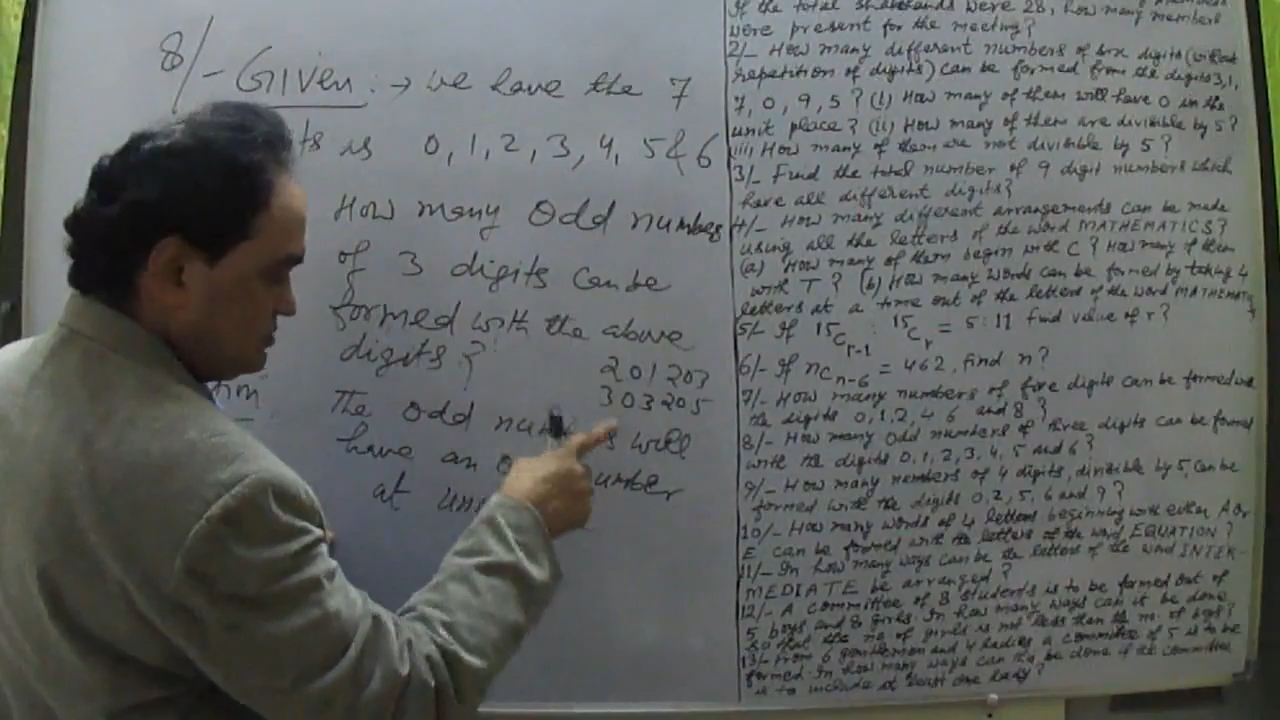 8/- GIVEN :→ we have the 7
ts is 0, 1, 2, 3, 4, 5 & 6
How many Odd number
of 3 digits can be
formed with the above
digits?
201 203
303 205
The Odd num s will
have an number
at un
If the total shakehands were 28, how many members
were present for the meeting?
2/- How many different numbers of six digits (without
repetition of digits) can be formed from the digits 3, 1,
7, 0, 9, 5 ? (i) How many of them will have 0 in the
unit place? (ii) How many of them are divisible by 5?
(iii) How many of them are not divisible by 5 ?
3/- Find the total number of 9 digit numbers which
have all different digits?
4/- How many different arrangements can be made
using all the letters of the word MATHEMATICS?
(a) How many of them begin with C ? How many of them
with T ? (b) How many words can be formed by taking 4
letters at a time out of the letters of the word MATHEMATI
5/- If 15Cr-1 : 15Cr = 5:11 find value of r?
6/- If nCn-6 = 462, find n?
7/- How many numbers of five digits can be formed with
the digits 0, 1, 2, 4 6 and 8 ?
8/- How many odd numbers of three digits can be formed
with the digits 0, 1, 2, 3, 4, 5 and 6 ?
9/- How many numbers of 4 digits, divisible by 5, can be
formed with the digits 0, 2, 5, 6 and 9 ?
10/- How many words of 4 letters beginning with either A or
E can be formed with the letters of the word EQUATION ?
11/- In how many ways can be the letters of the word INTER-
MEDIATE be arranged ?
12/- A committee of 8 students is to be formed out of
5 boys and 8 girls. In how many ways can it be done
so that the no of girls is not less than the no. of boys?
13/- From 6 gentlemen and 4 ladies a committee of 5 is to be
formed. In how many ways can be done if the committee
is to include at least one lady?